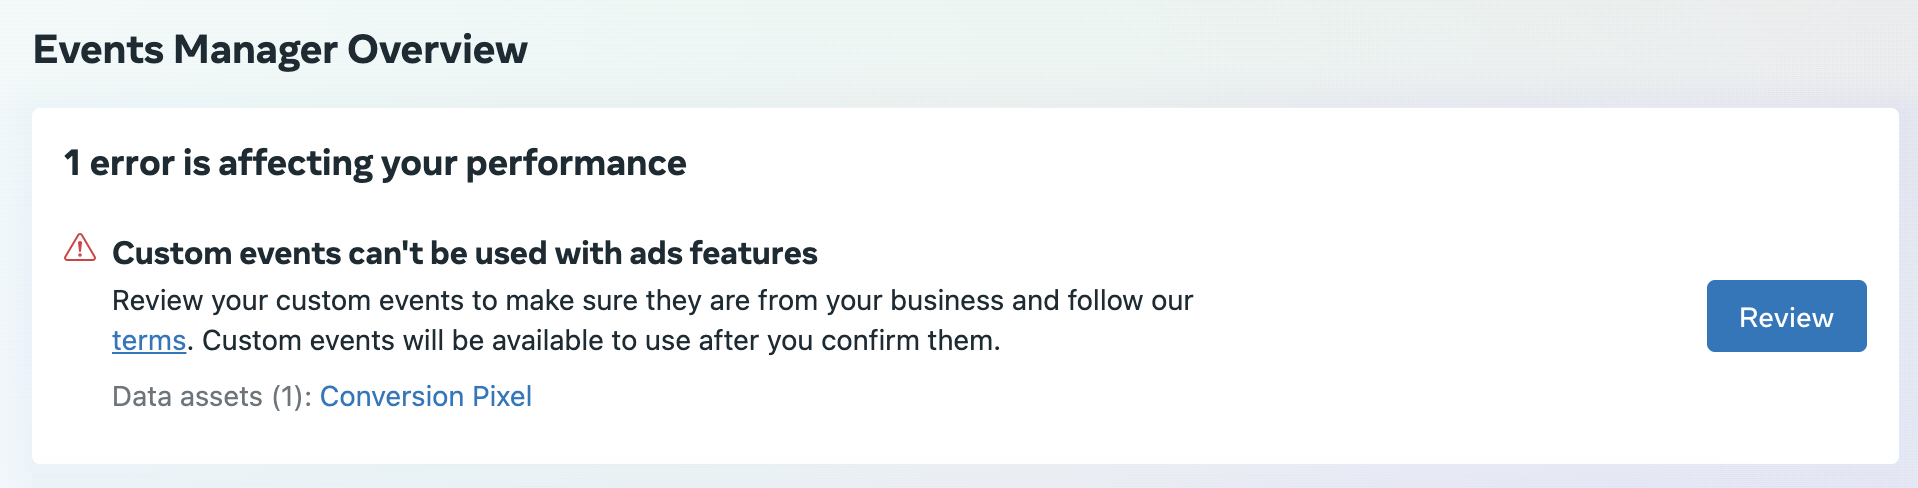 Events Manager Overview
1 error is affecting your performance
Custom events can't be used with ads features
Review your custom events to make sure they are from your business and follow our
terms. Custom events will be available to use after you confirm them.
Review
Data assets (1): Conversion Pixel